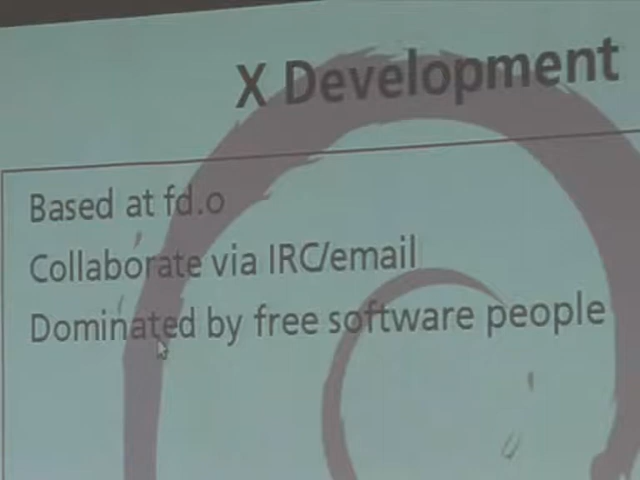 X Development
Based at fd.o
Collaborate via IRC/email
Dominated by free software people